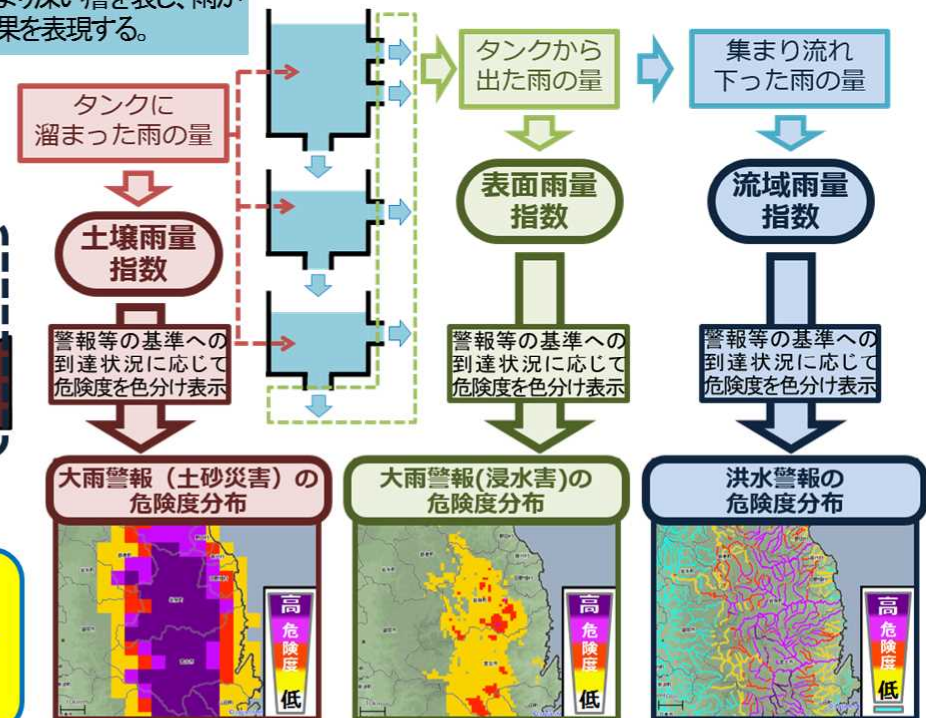 果を表現する。
タンクに
溜まった雨の量
タンクから
出た雨の量
集まり流れ
下った雨の量
土壌雨量
指数
表面雨量
指数
流域雨量
指数
警報等の基準への
到達状況に応じて
危険度を色分け表示
警報等の基準への
到達状況に応じて
危険度を色分け表示
警報等の基準への
到達状況に応じて
危険度を色分け表示
大雨警報（土砂災害）の
危険度分布
大雨警報(浸水害)の
危険度分布
洪水警報の
危険度分布
高
危険度
低
高
危険度
低
高
危険度
低